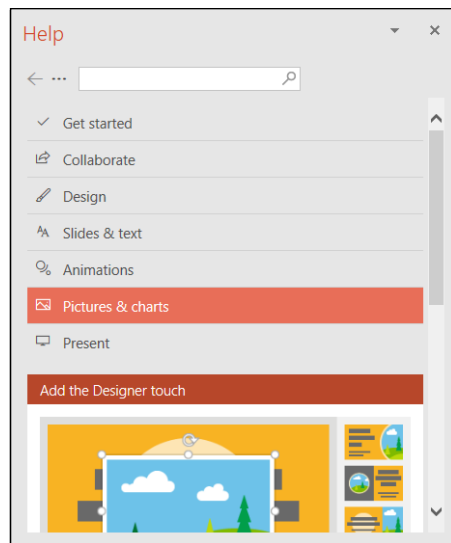 Help
Get started
Collaborate
Design
Slides & text
Animations
Pictures & charts
Present
Add the Designer touch